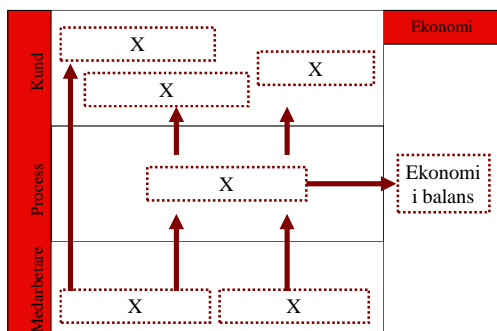 Ekonomi
Kund
X
X
X
Process
X
Ekonomi
i balans
Medarbetare
X
X